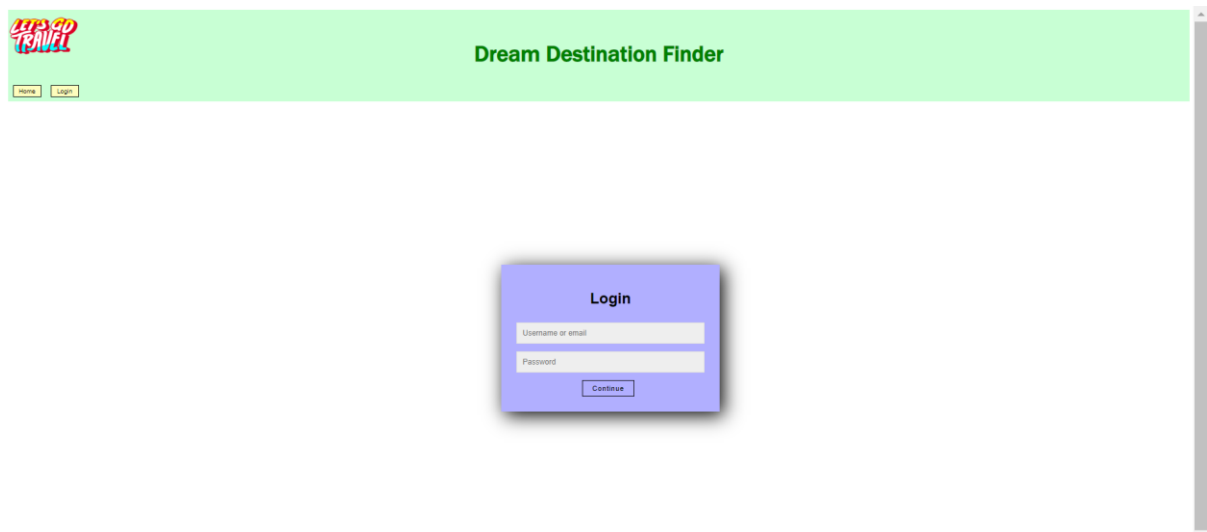 LET'S GO
TRAVEL
Dream Destination Finder
Home Login
Login
Username or email
Password
Continue